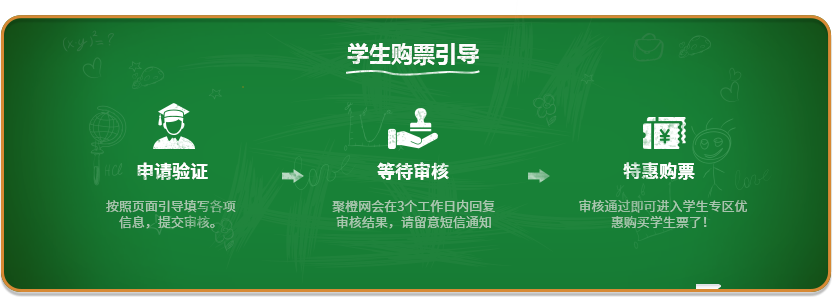 学生购票引导
申请验证
按照页面引导填写各项
信息，提交审核。
等待审核
聚橙网会在3个工作日内回复
审核结果，请留意短信通知
特惠购票
审核通过即可进入学生专区优
惠购买学生票了！